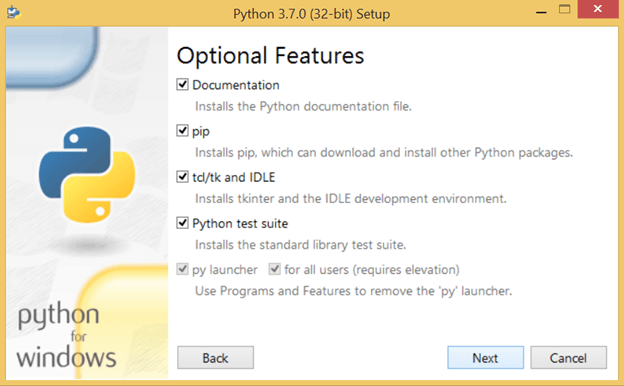 Python 3.7.0 (32-bit) Setup
Optional Features
Documentation
Installs the Python documentation file.
pip
Installs pip, which can download and install other Python packages.
tcl/tk and IDLE
Installs tkinter and the IDLE development environment.
Python test suite
Installs the standard library test suite.
py launcher for all users (requires elevation)
Use Programs and Features to remove the 'py' launcher.
python
for
windows
Back Next Cancel